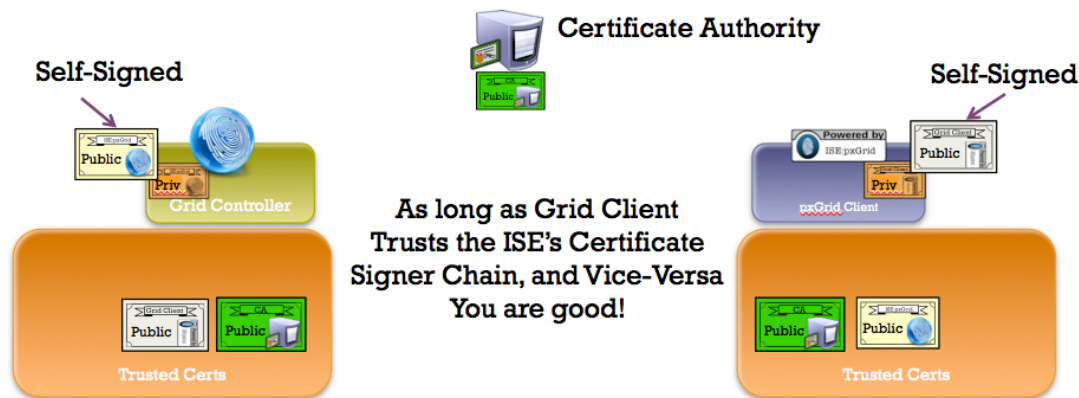 Certificate Authority
CA
Public
Self-Signed
Self-Signed
ISE:pxGrid
Public
Priv
Grid Controller
Powered by
ISE:pxGrid
Grid Client
Public
Priv
pxGrid Client
As long as Grid Client
Trusts the ISE's Certificate
Signer Chain, and Vice-Versa
You are good!
Grid Client
Public
CA
Public
Trusted Certs
CA
Public
ISE:pxGrid
Public
Trusted Certs